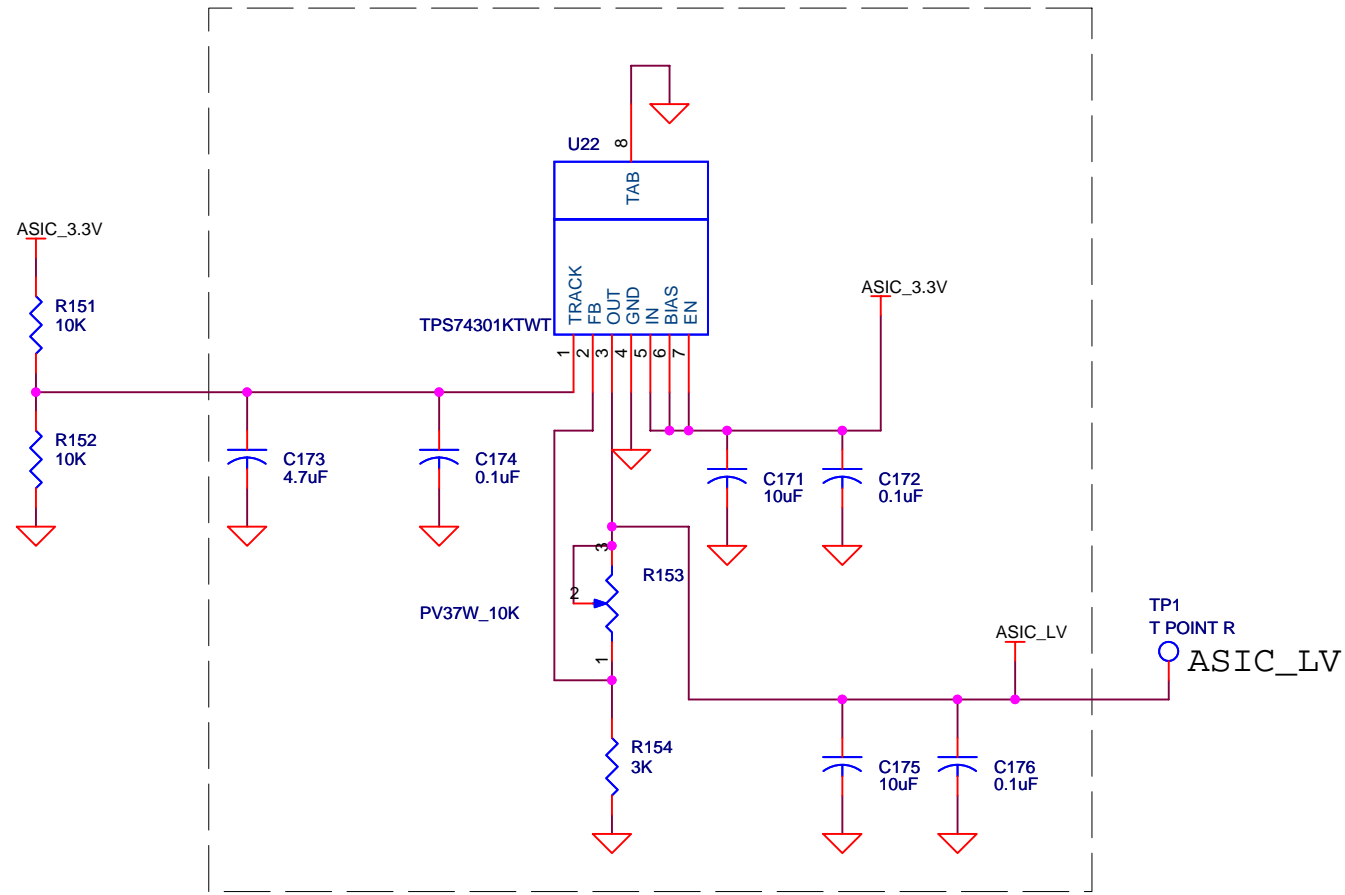 U22
8
TAB
ASIC_3.3V
R151
10K
TPS74301KTWT
TRACK
FB
OUT
GND
IN
BIAS
EN
1
2
3
4
5
6
7
ASIC_3.3V
R152
10K
C173
4.7uF
C174
0.1uF
C171
10uF
C172
0.1uF
3
R153
2
PV37W_10K
1
TP1
T POINT R
ASIC_LV
ASIC_LV
R154
3K
C175
10uF
C176
0.1uF